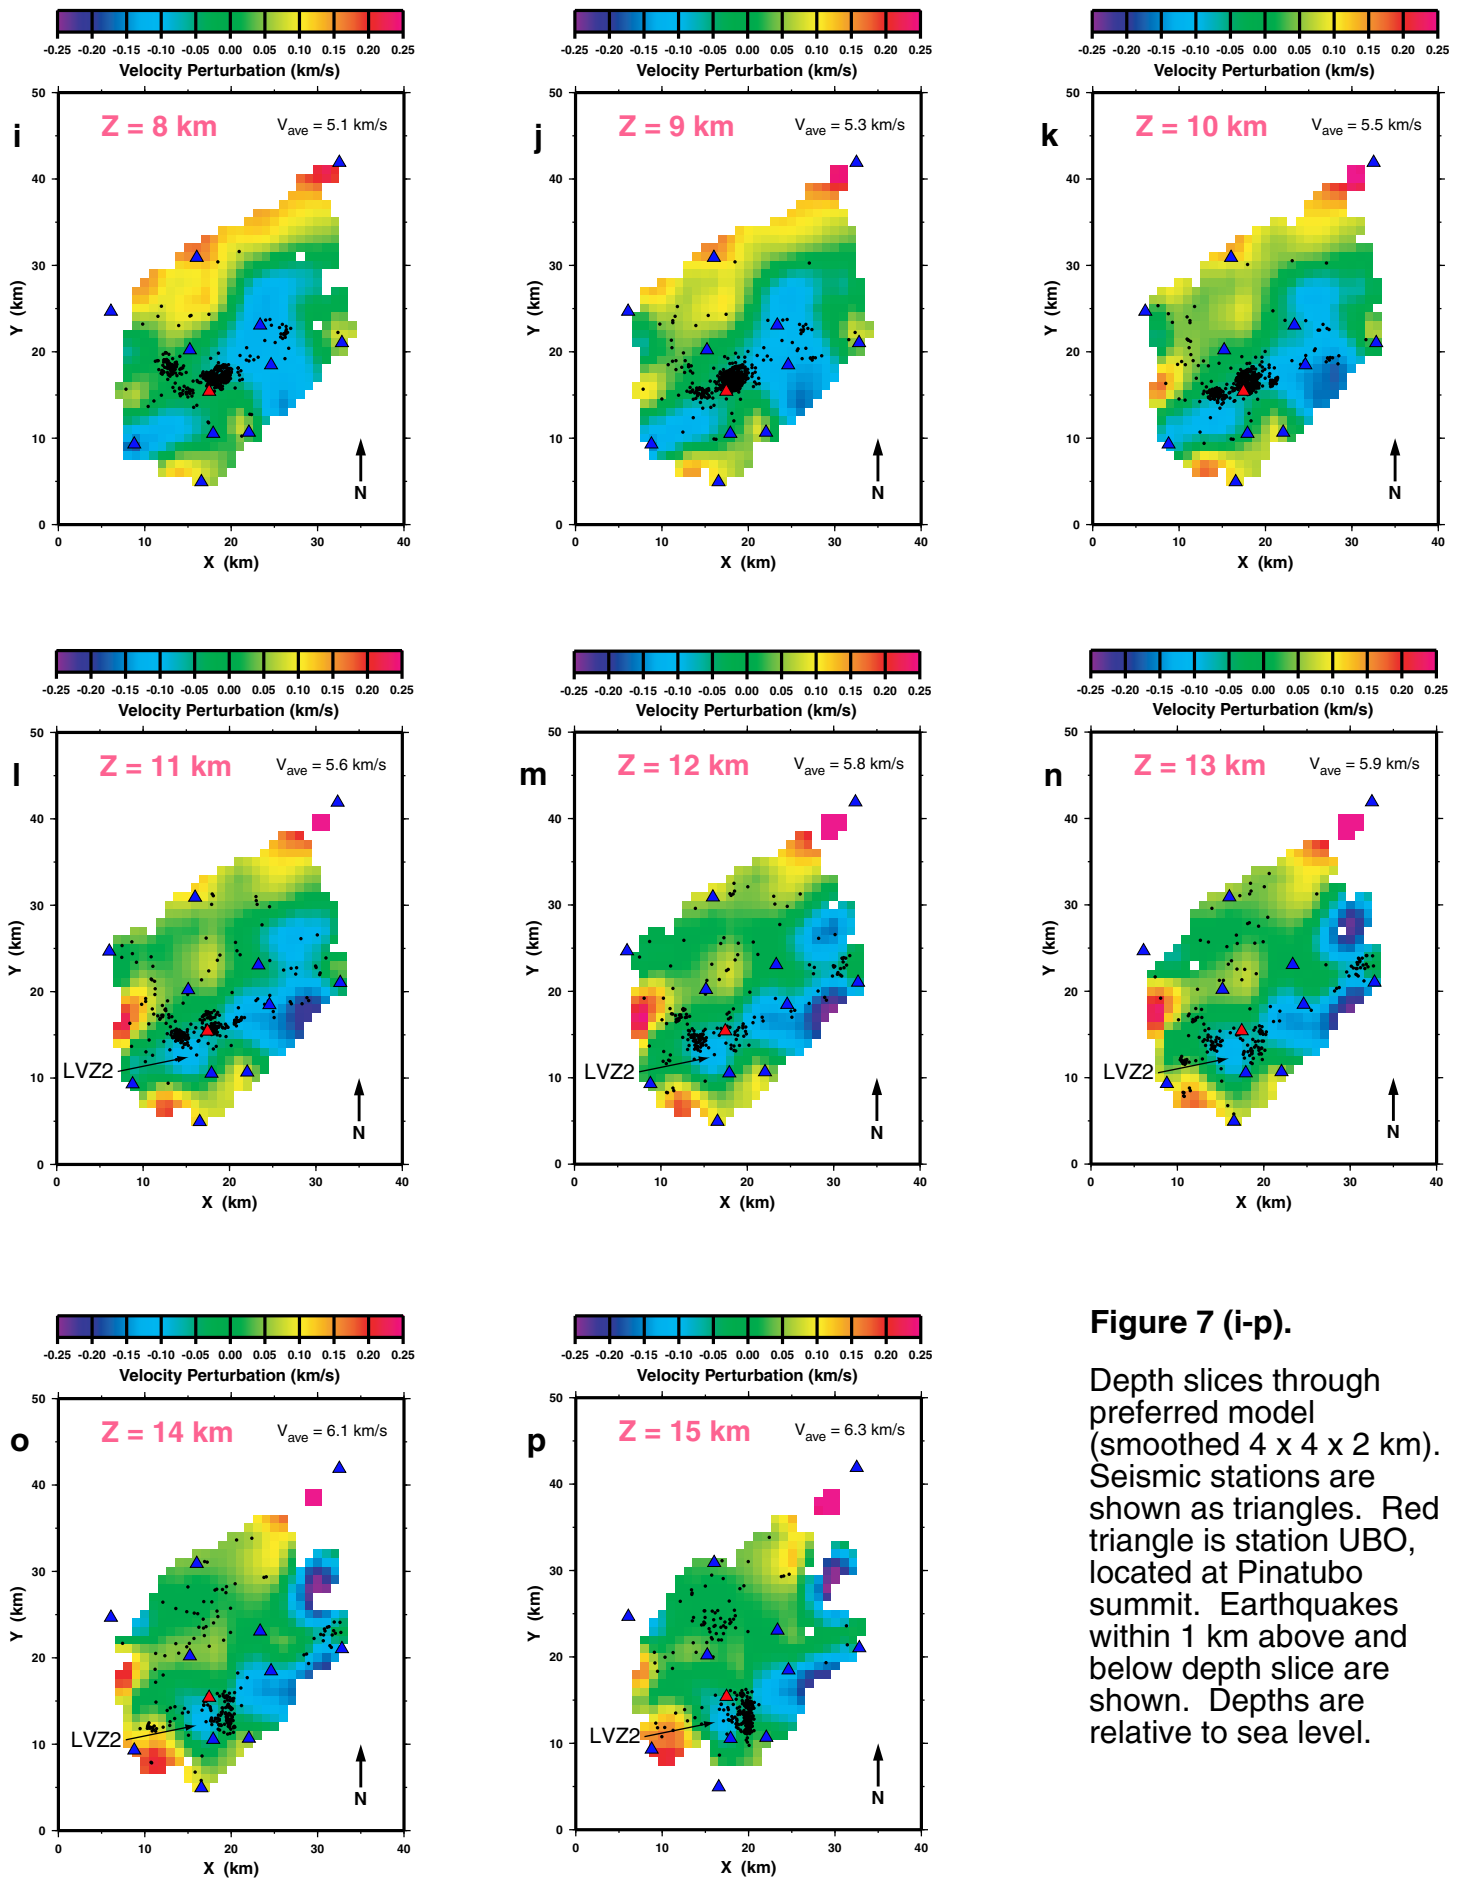 -0.25 -0.20 -0.15 -0.10 -0.05 0.00 0.05 0.10 0.15 0.20 0.25
Velocity Perturbation (km/s)
i
Z = 8 km
Vave = 5.1 km/s
50
40
30
20
10
0
Y (km)
N
0 10 20 30 40
X (km)
-0.25 -0.20 -0.15 -0.10 -0.05 0.00 0.05 0.10 0.15 0.20 0.25
Velocity Perturbation (km/s)
j
Z = 9 km
Vave = 5.3 km/s
50
40
30
20
10
0
Y (km)
N
0 10 20 30 40
X (km)
-0.25 -0.20 -0.15 -0.10 -0.05 0.00 0.05 0.10 0.15 0.20 0.25
Velocity Perturbation (km/s)
k
Z = 10 km
Vave = 5.5 km/s
50
40
30
20
10
0
Y (km)
N
0 10 20 30 40
X (km)
-0.25 -0.20 -0.15 -0.10 -0.05 0.00 0.05 0.10 0.15 0.20 0.25
Velocity Perturbation (km/s)
l
Z = 11 km
Vave = 5.6 km/s
50
40
30
20
10
0
Y (km)
LVZ2
N
0 10 20 30 40
X (km)
-0.25 -0.20 -0.15 -0.10 -0.05 0.00 0.05 0.10 0.15 0.20 0.25
Velocity Perturbation (km/s)
m
Z = 12 km
Vave = 5.8 km/s
50
40
30
20
10
0
Y (km)
LVZ2
N
0 10 20 30 40
X (km)
-0.25 -0.20 -0.15 -0.10 -0.05 0.00 0.05 0.10 0.15 0.20 0.25
Velocity Perturbation (km/s)
n
Z = 13 km
Vave = 5.9 km/s
50
40
30
20
10
0
Y (km)
LVZ2
N
0 10 20 30 40
X (km)
-0.25 -0.20 -0.15 -0.10 -0.05 0.00 0.05 0.10 0.15 0.20 0.25
Velocity Perturbation (km/s)
o
Z = 14 km
Vave = 6.1 km/s
50
40
30
20
10
0
Y (km)
LVZ2
N
0 10 20 30 40
X (km)
-0.25 -0.20 -0.15 -0.10 -0.05 0.00 0.05 0.10 0.15 0.20 0.25
Velocity Perturbation (km/s)
p
Z = 15 km
Vave = 6.3 km/s
50
40
30
20
10
0
Y (km)
LVZ2
N
0 10 20 30 40
X (km)
Figure 7 (i-p).
Depth slices through
preferred model
(smoothed 4 x 4 x 2 km).
Seismic stations are
shown as triangles. Red
triangle is station UBO,
located at Pinatubo
summit. Earthquakes
within 1 km above and
below depth slice are
shown. Depths are
relative to sea level.